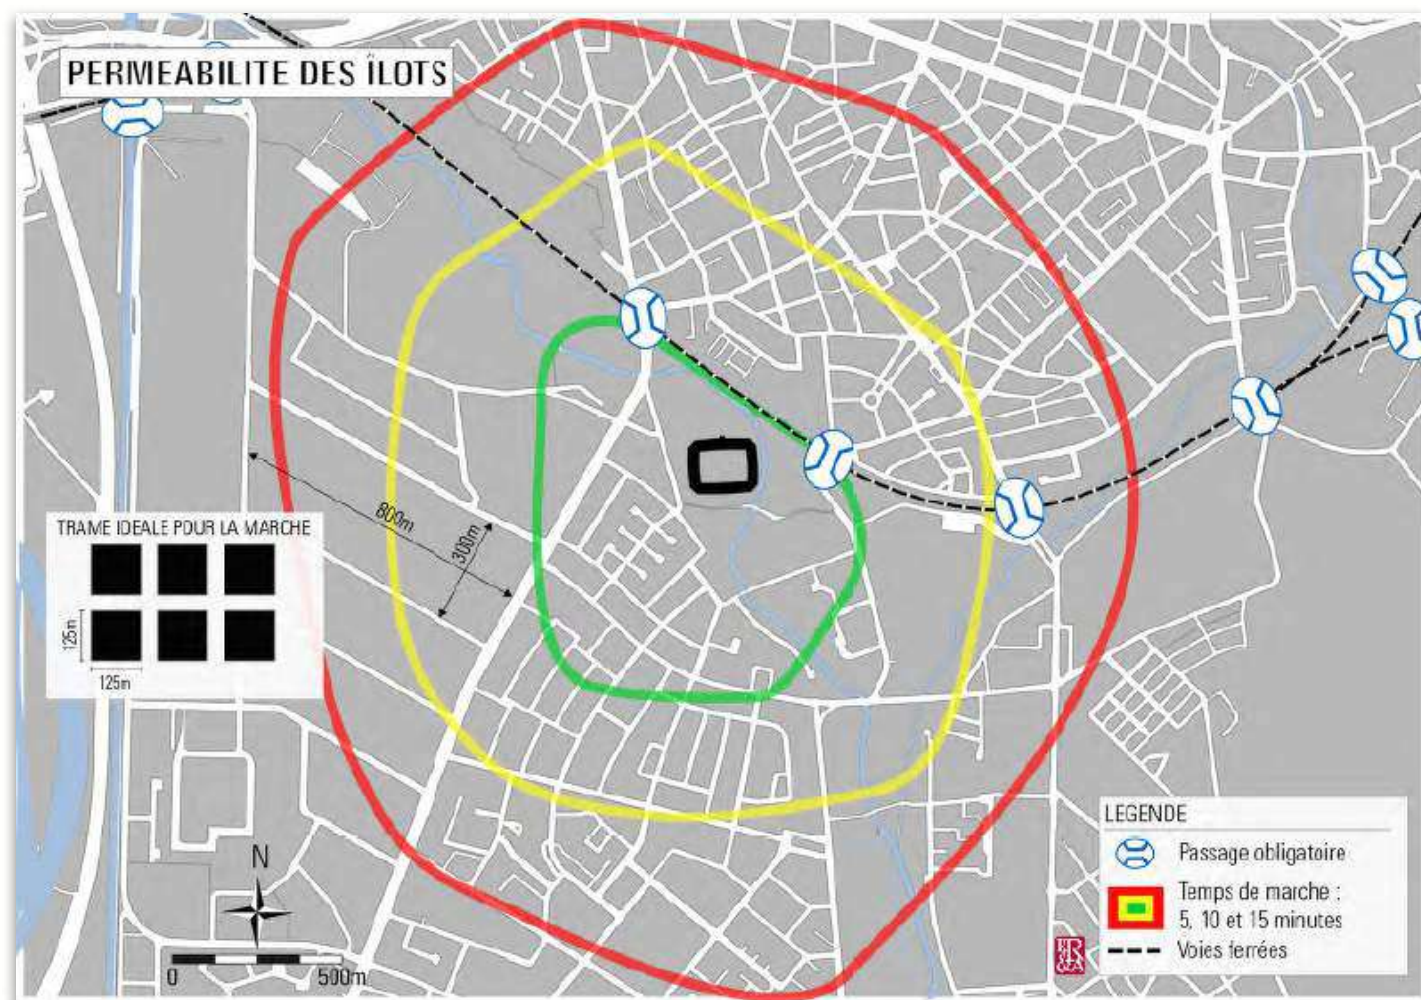 PERMEABILITE DES ÎLOTS
800m
300m
TRAME IDEALE POUR LA MARCHE
125m
125m
N
0 500m
LEGENDE
Passage obligatoire
Temps de marche :
5, 10 et 15 minutes
Voies ferrées